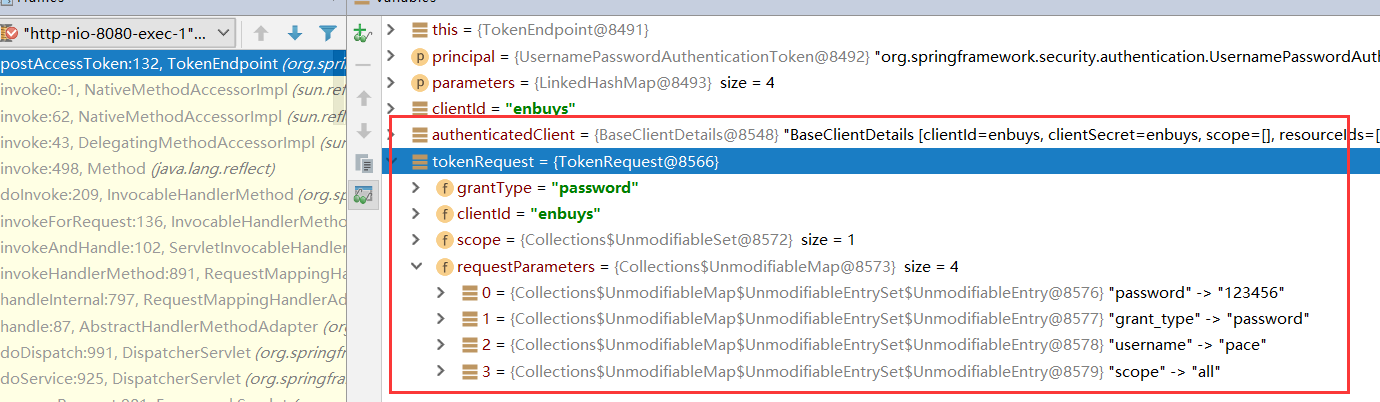 Frames
Variables
"http-nio-8080-exec-1"...
postAccessToken:132, TokenEndpoint (org.spri
invoke0:-1, NativeMethodAccessorImpl (sun.refl
invoke:62, NativeMethodAccessorImpl (sun.refle
invoke:43, DelegatingMethodAccessorImpl (sun.
invoke:498, Method (java.lang.reflect)
doInvoke:209, InvocableHandlerMethod (org.sp
invokeForRequest:136, InvocableHandlerMethod
invokeAndHandle:102, ServletInvocableHandler
invokeHandlerMethod:891, RequestMappingHa
handleInternal:797, RequestMappingHandlerAd
handle:87, AbstractHandlerMethodAdapter (org
doDispatch:991, DispatcherServlet (org.springfr
doService:925, DispatcherServlet (org.springfra
this = {TokenEndpoint@8491}
p principal = {UsernamePasswordAuthenticationToken@8492} "org.springframework.security.authentication.UsernamePasswordAuth
p parameters = {LinkedHashMap@8493} size = 4
clientId = "enbuys"
authenticatedClient = {BaseClientDetails@8548} "BaseClientDetails [clientId=enbuys, clientSecret=enbuys, scope=[], resourceIds=[
tokenRequest = {TokenRequest@8566}
f grantType = "password"
f clientId = "enbuys"
f scope = {Collections$UnmodifiableSet@8572} size = 1
f requestParameters = {Collections$UnmodifiableMap@8573} size = 4
0 = {Collections$UnmodifiableMap$UnmodifiableEntrySet$UnmodifiableEntry@8576} "password" -> "123456"
1 = {Collections$UnmodifiableMap$UnmodifiableEntrySet$UnmodifiableEntry@8577} "grant_type" -> "password"
2 = {Collections$UnmodifiableMap$UnmodifiableEntrySet$UnmodifiableEntry@8578} "username" -> "pace"
3 = {Collections$UnmodifiableMap$UnmodifiableEntrySet$UnmodifiableEntry@8579} "scope" -> "all"